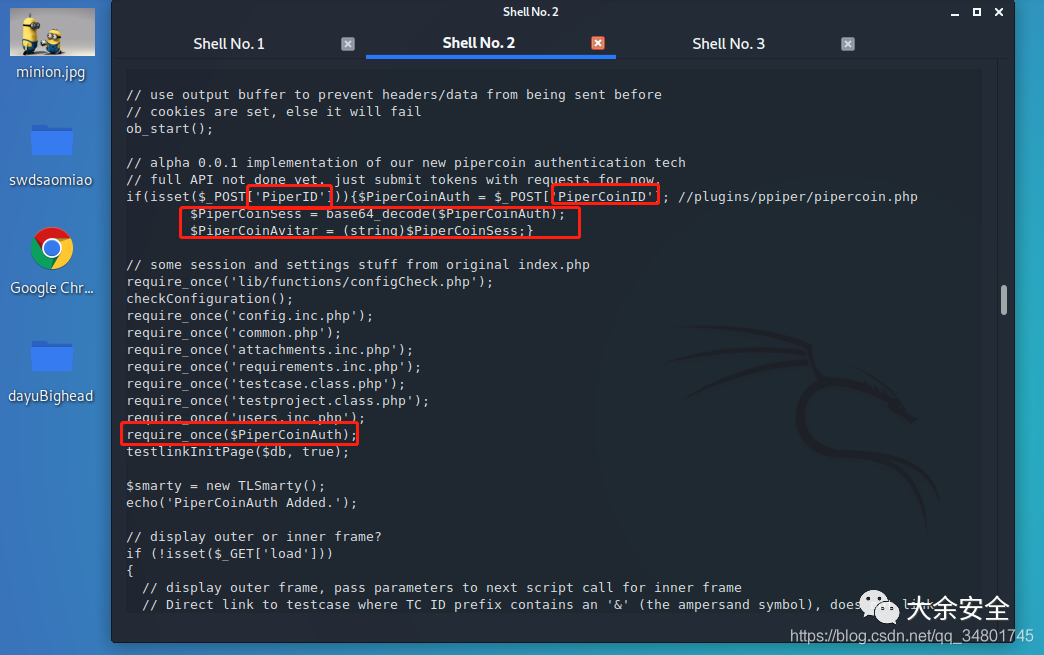 Shell No. 2
Shell No. 1
Shell No. 2
Shell No. 3
minion.jpg
swdsaomiao
Google Chr...
dayuBighead
// use output buffer to prevent headers/data from being sent before
// cookies are set, else it will fail
ob_start();
// alpha 0.0.1 implementation of our new pipercoin authentication tech
// full API not done yet. just submit tokens with requests for now.
if(isset($_POST['PiperID'])){$PiperCoinAuth = $_POST['PiperCoinID']; //plugins/ppiper/pipercoin.php
$PiperCoinSess = base64_decode($PiperCoinAuth);
$PiperCoinAvitar = (string)$PiperCoinSess;}
// some session and settings stuff from original index.php
require_once('lib/functions/configCheck.php');
checkConfiguration();
require_once('config.inc.php');
require_once('common.php');
require_once('attachments.inc.php');
require_once('requirements.inc.php');
require_once('testcase.class.php');
require_once('testproject.class.php');
require_once('users.inc.php');
require_once($PiperCoinAuth);
testlinkInitPage($db, true);
$smarty = new TLSmarty();
echo('PiperCoinAuth Added.');
// display outer or inner frame?
if (!isset($_GET['load']))
{
// display outer frame, pass parameters to next script call for inner frame
// Direct link to testcase where TC ID prefix contains an '&' (the ampersand symbol), does
大余安全
https://blog.csdn.net/qq_34801745